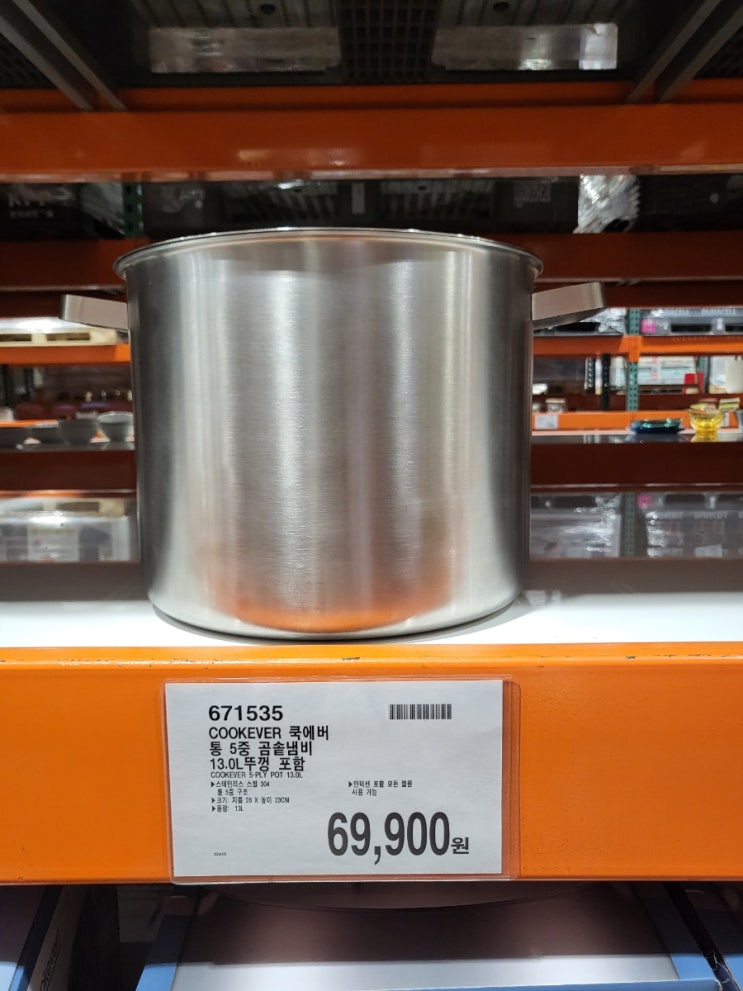 671535
COOKEVER 쿡에버
통 5중 곰솥냄비
13.0L뚜껑 포함
COOKEVER 5-PLY POT 13.0L
▶스테인리스 스틸 304
통 5중 구조
▶크기: 지름 28 X 높이 23CM
▶용량: 13L
▶인덕션 포함 모든 열원
사용 가능
69,900원